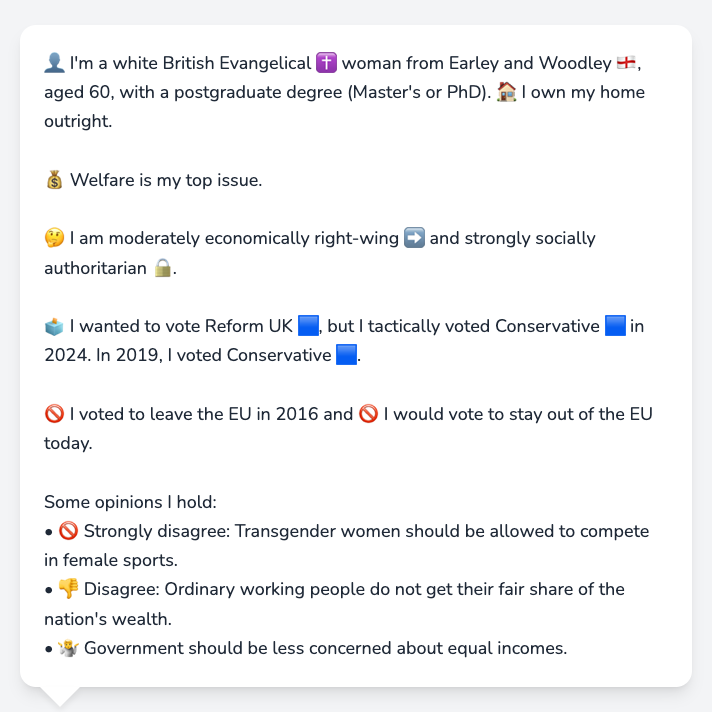 👤 I'm a white British Evangelical ✝️ woman from Earley and Woodley 🏴󠁧󠁢󠁥󠁮󠁧󠁿,
aged 60, with a postgraduate degree (Master's or PhD). 🏠 I own my home
outright.
💰 Welfare is my top issue.
🤔 I am moderately economically right-wing ➡️ and strongly socially
authoritarian 🔒.
🗳️ I wanted to vote Reform UK 🟦, but I tactically voted Conservative 🟦 in
2024. In 2019, I voted Conservative 🟦.
🚫 I voted to leave the EU in 2016 and 🚫 I would vote to stay out of the EU
today.
Some opinions I hold:
• 🚫 Strongly disagree: Transgender women should be allowed to compete
in female sports.
• 👎 Disagree: Ordinary working people do not get their fair share of the
nation's wealth.
• 🤷‍♀️ Government should be less concerned about equal incomes.